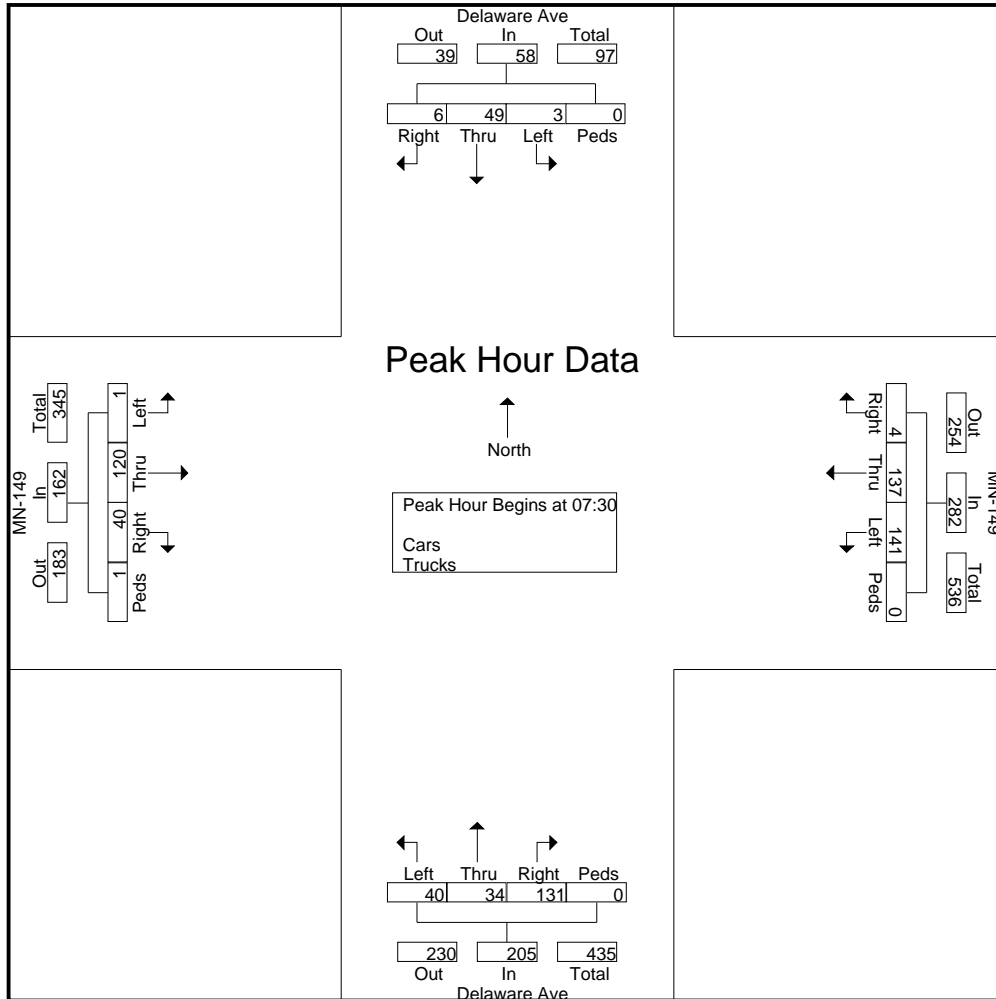 Delaware Ave
Out In Total
39 58 97
6 49 3 0
Right Thru Left Peds
Peak Hour Data
North
Peak Hour Begins at 07:30
Cars
Trucks
MN-149
Out In Total
183 162 345
1 40 120 1
Peds Right Thru Left
MN-149
Out In Total
254 282 536
4 137 141 0
Right Thru Left Peds
Left Thru Right Peds
40 34 131 0
230 205 435
Out In Total
Delaware Ave